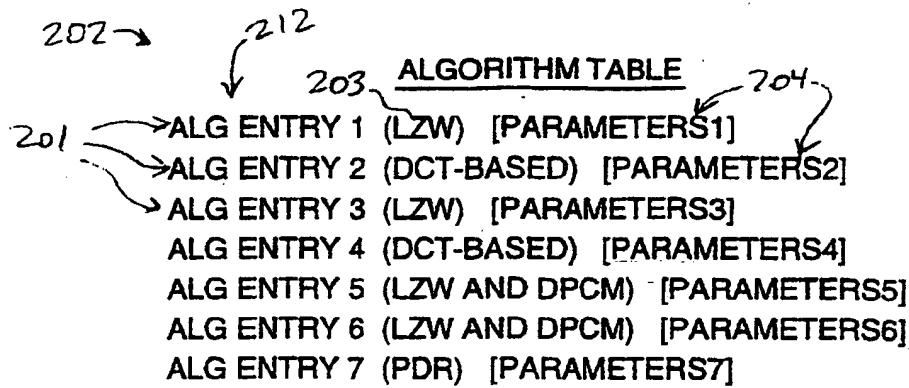 202 212
ALGORITHM TABLE
203 204
201 ALG ENTRY 1 (LZW) [PARAMETERS1]
ALG ENTRY 2 (DCT-BASED) [PARAMETERS2]
ALG ENTRY 3 (LZW) [PARAMETERS3]
ALG ENTRY 4 (DCT-BASED) [PARAMETERS4]
ALG ENTRY 5 (LZW AND DPCM) [PARAMETERS5]
ALG ENTRY 6 (LZW AND DPCM) [PARAMETERS6]
ALG ENTRY 7 (PDR) [PARAMETERS7]